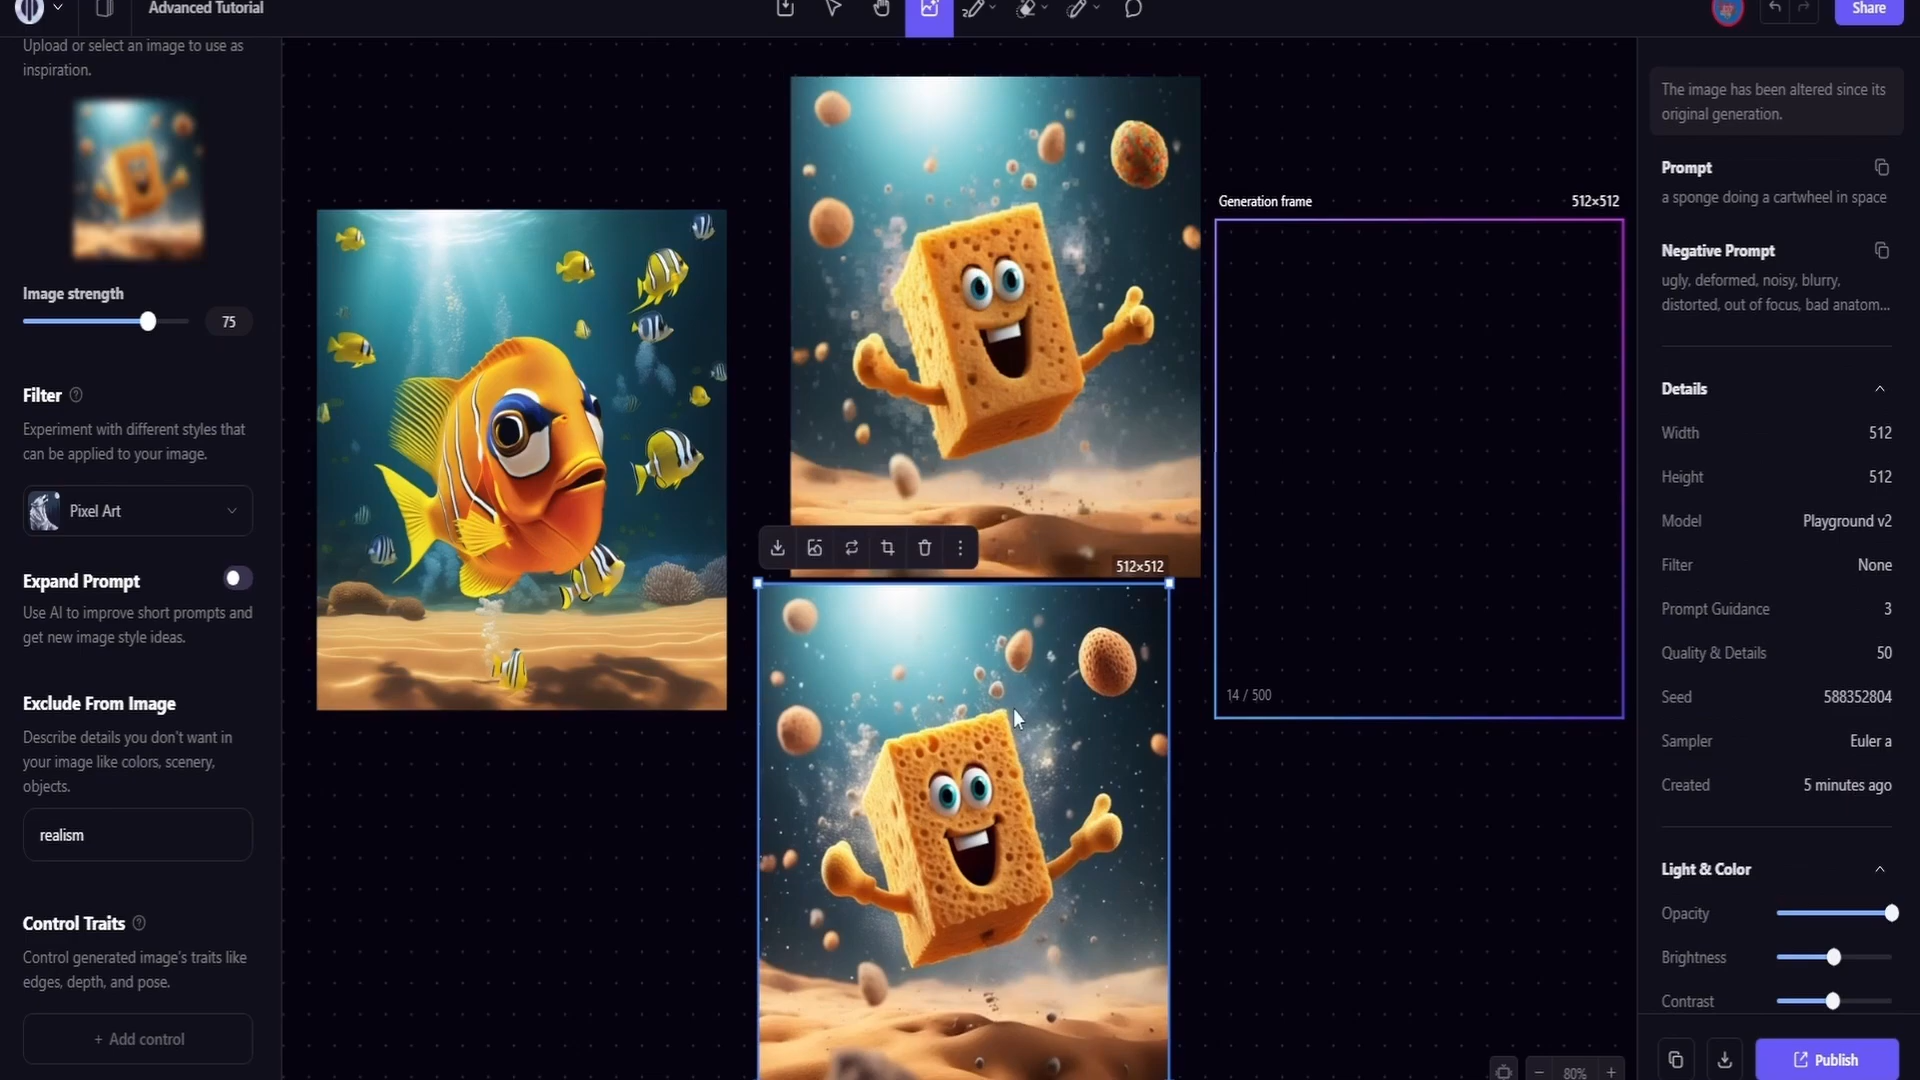 Advanced Tutorial
Share
Upload or select an image to use as
inspiration.
Image strength
75
Filter
Experiment with different styles that
can be applied to your image.
Pixel Art
Expand Prompt
Use AI to improve short prompts and
get new image style ideas.
Exclude From Image
Describe details you don't want in
your image like colors, scenery,
objects.
realism
Control Traits
Control generated image's traits like
edges, depth, and pose.
+ Add control
512×512
Generation frame
512×512
14 / 500
80%
The image has been altered since its
original generation.
Prompt
a sponge doing a cartwheel in space
Negative Prompt
ugly, deformed, noisy, blurry,
distorted, out of focus, bad anatom...
Details
Width 512
Height 512
Model Playground v2
Filter None
Prompt Guidance 3
Quality & Details 50
Seed 588352804
Sampler Euler a
Created 5 minutes ago
Light & Color
Opacity
Brightness
Contrast
Publish